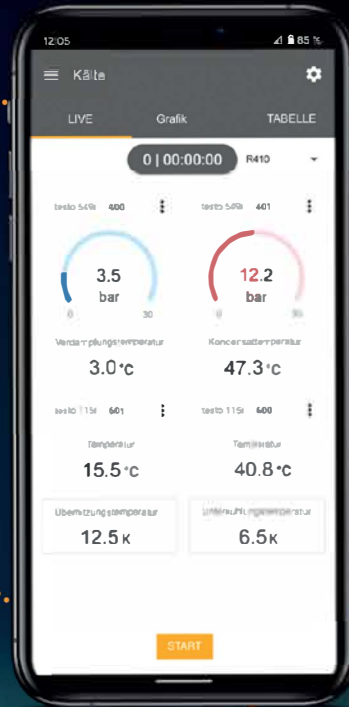 12:05 85 %
Kälte
LIVE Grafik TABELLE
0 | 00:00:00 R410
testo 549i 400 testo 549i 401
3.5 12.2
bar bar
0 30 0 30
Verdampfungstemperatur Kondensattemperatur
3.0 °C 47.3 °C
testo 115i 601 testo 115i 600
Temperatur Temperatur
15.5 °C 40.8 °C
Überhitzungstemperatur Unterkühlungstemperatur
12.5 K 6.5 K
START